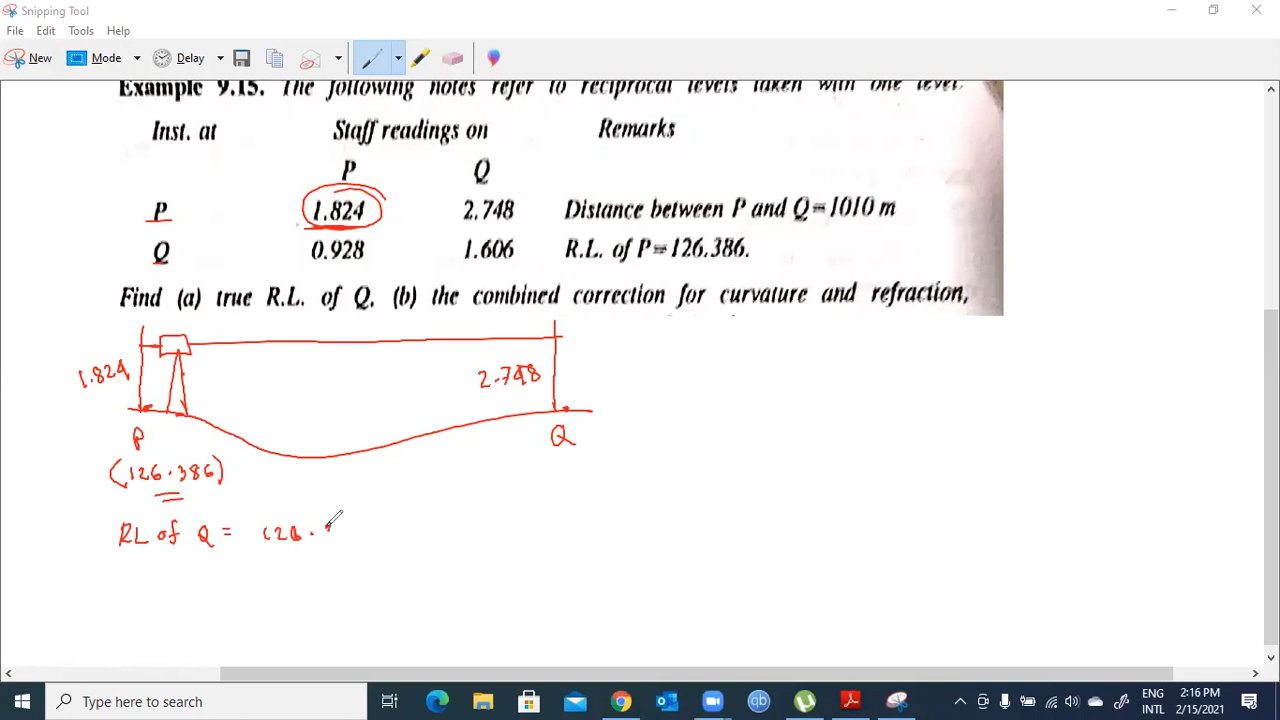 Snipping Tool
File Edit Tools Help
New Mode Delay
Example 9.15. The following notes refer to reciprocal levels taken with one level.
Inst. at Staff readings on Remarks
P Q
P 1.824 2.748 Distance between P and Q=1010 m
Q 0.928 1.606 R.L. of P=126.386.
Find (a) true R.L. of Q, (b) the combined correction for curvature and refraction,
1.824 2.748
P Q
(126.386)
RL of Q = 126.
Type here to search
ENG 2:16 PM
INTL 2/15/2021